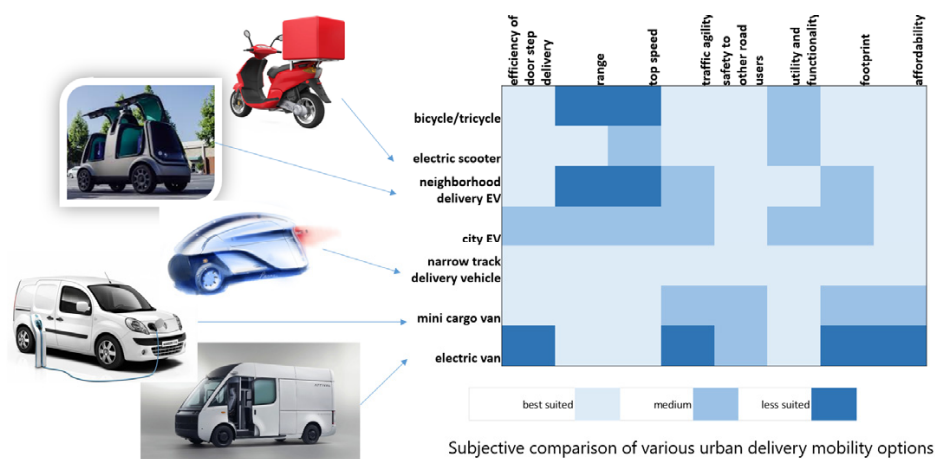 efficiency of
door step
delivery
range
top speed
traffic agility
safety to
other road
users
utility and
functionality
footprint
affordability
bicycle/tricycle
electric scooter
neighborhood
delivery EV
city EV
narrow track
delivery vehicle
mini cargo van
electric van
best suited
medium
less suited
Subjective comparison of various urban delivery mobility options